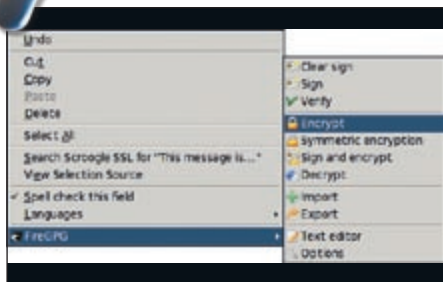 Undo
Cut
Copy
Paste
Delete
Select All
Search Scroogle SSL for "This message is..."
View Selection Source
Spell check this field
Languages
FireGPG
Clear sign
Sign
Verify
Encrypt
Symmetric encryption
Sign and encrypt
Decrypt
Import
Export
Text editor
Options